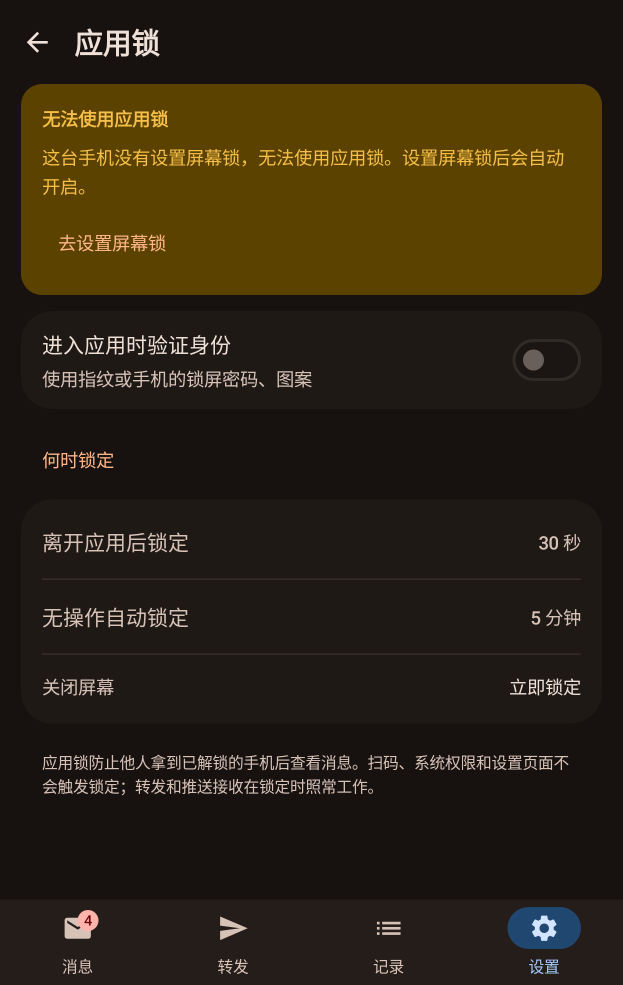 应用锁
无法使用应用锁
这台手机没有设置屏幕锁，无法使用应用锁。设置屏幕锁后会自动
开启。
去设置屏幕锁
进入应用时验证身份
使用指纹或手机的锁屏密码、图案
何时锁定
离开应用后锁定 30 秒
无操作自动锁定 5 分钟
关闭屏幕 立即锁定
应用锁防止他人拿到已解锁的手机后查看消息。扫码、系统权限和设置页面不
会触发锁定；转发和推送接收在锁定时照常工作。
4
消息 转发 记录 设置